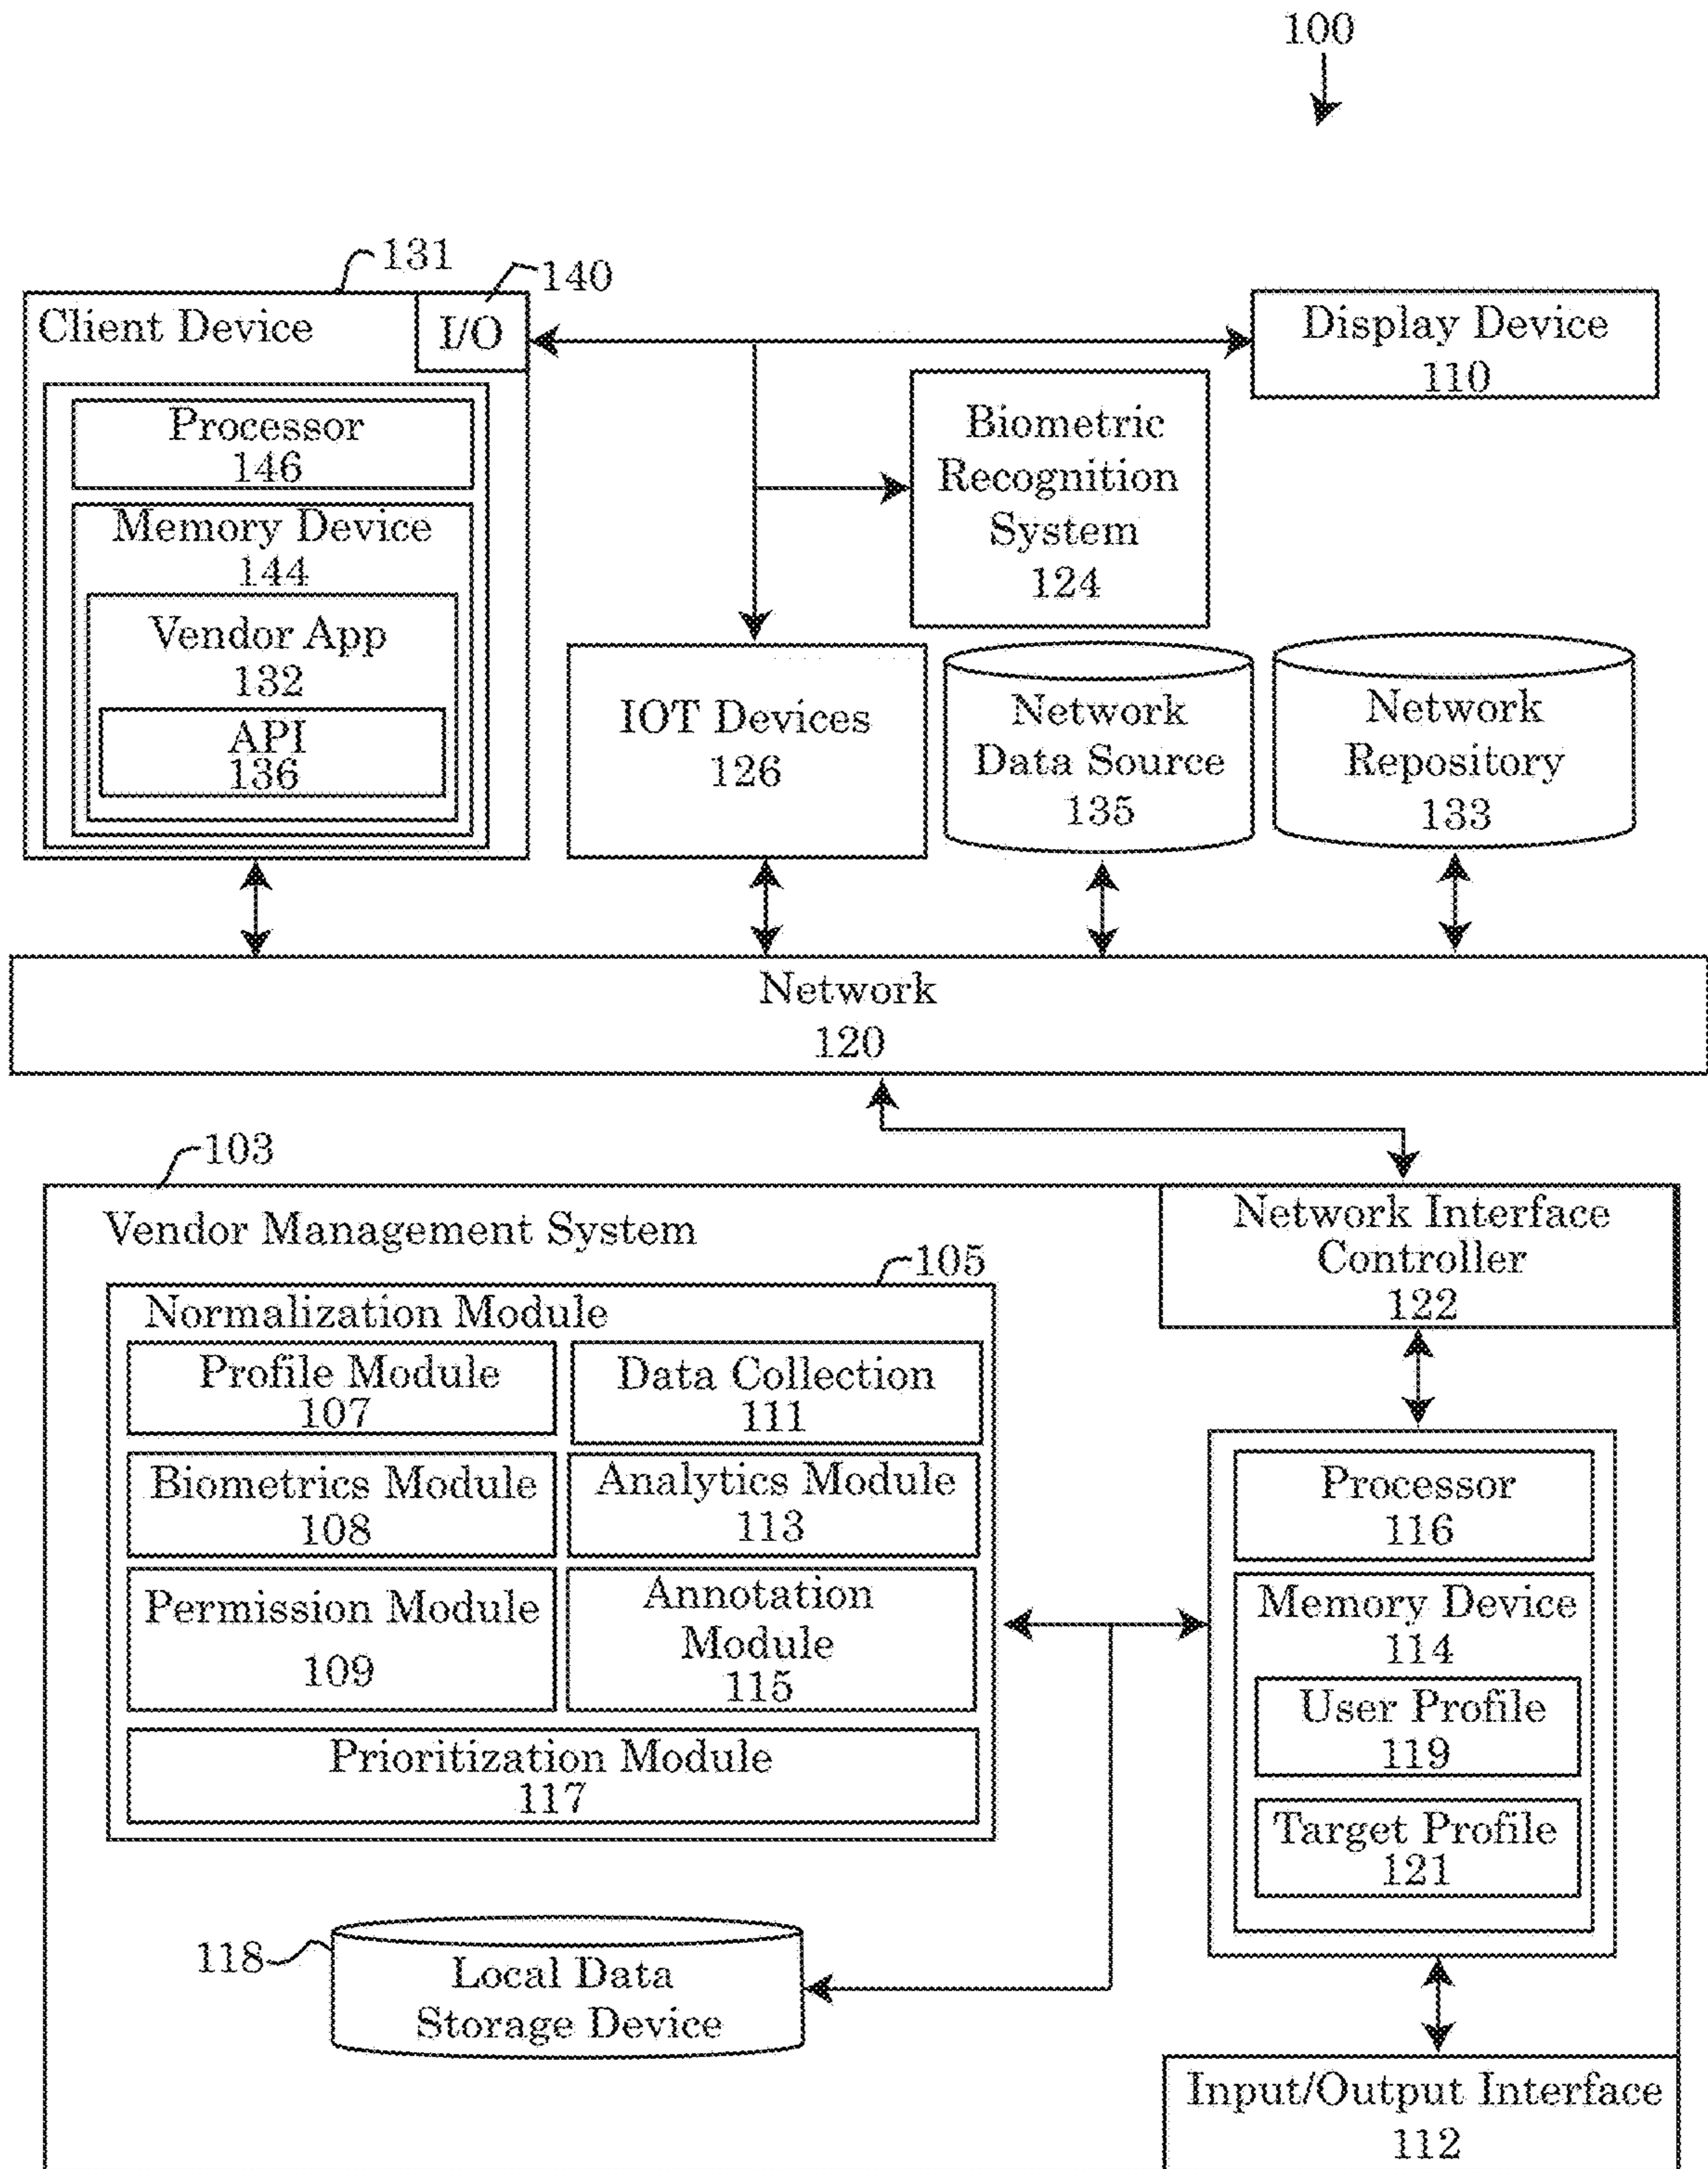 100
131
140
Client Device
I/O
Display Device
110
Processor
146
Memory Device
144
Vendor App
132
API
136
Biometric
Recognition
System
124
IOT Devices
126
Network
Data Source
135
Network
Repository
133
Network
120
103
Vendor Management System
105
Normalization Module
Profile Module
107
Data Collection
111
Biometrics Module
108
Analytics Module
113
Permission Module
109
Annotation
Module
115
Prioritization Module
117
118
Local Data
Storage Device
Network Interface
Controller
122
Processor
116
Memory Device
114
User Profile
119
Target Profile
121
Input/Output Interface
112